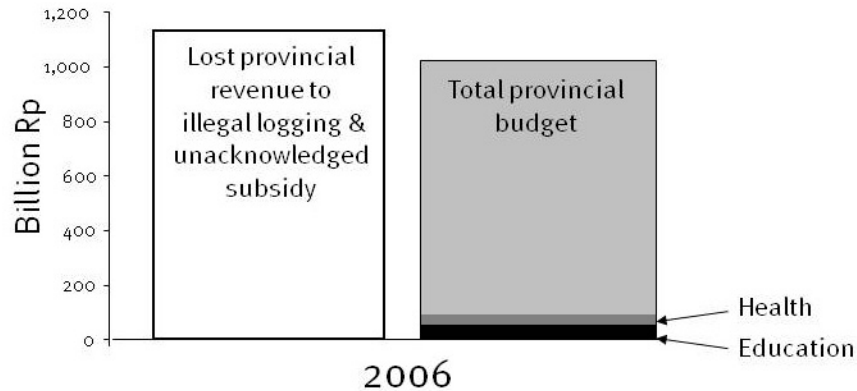 1,200
1,000
800
600
400
200
0
Billion Rp
Lost provincial
revenue to
illegal logging &
unacknowledged
subsidy
Total provincial
budget
Health
Education
2006